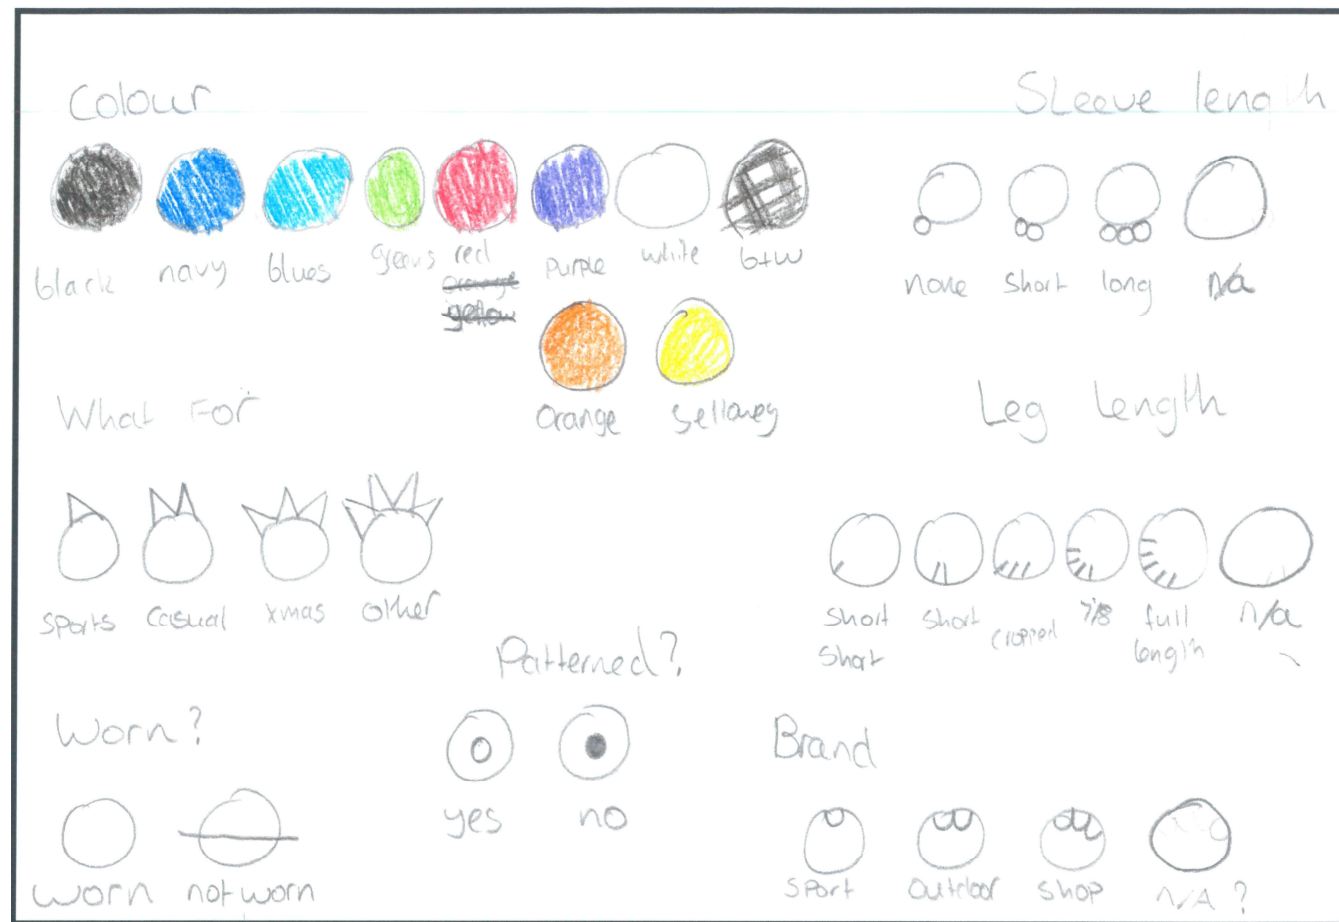 Colour
Sleeve length
black navy blues greens red purple white b+w
orange
yellow
none short long n/a
Orange Yellowey
What For
Leg length
sports casual xmas other
short short short cropped 7/8 full length n/a
Patterned?
Worn?
yes no
Brand
worn not worn
sport outdoor shop N/A ?